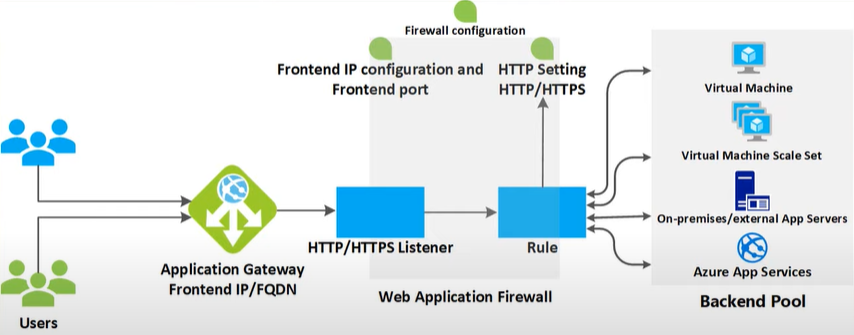 Firewall configuration
Frontend IP configuration and
Frontend port
HTTP Setting
HTTP/HTTPS
Virtual Machine
Virtual Machine Scale Set
On-premises/external App Servers
Azure App Services
Backend Pool
HTTP/HTTPS Listener
Rule
Application Gateway
Frontend IP/FQDN
Web Application Firewall
Users